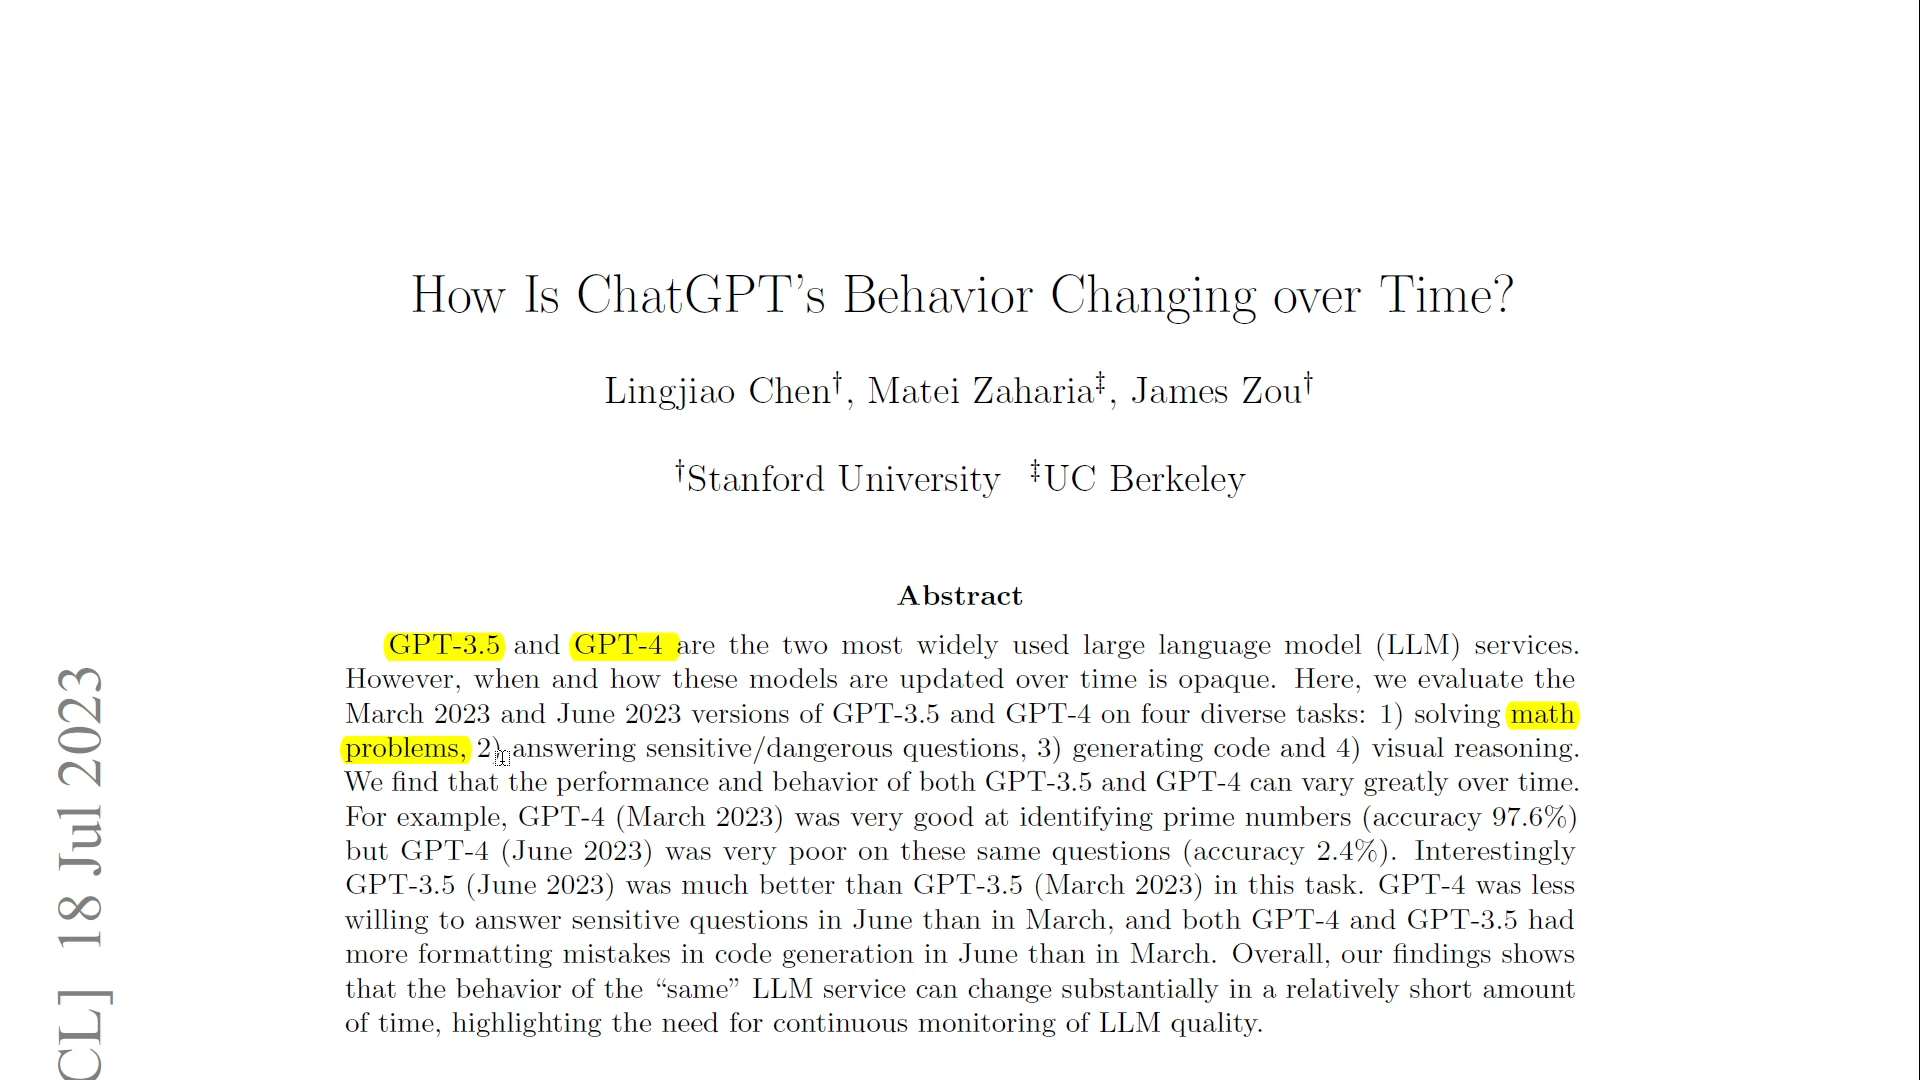 How Is ChatGPT's Behavior Changing over Time?
Lingjiao Chen†, Matei Zaharia‡, James Zou†
†Stanford University ‡UC Berkeley
Abstract
GPT-3.5 and GPT-4 are the two most widely used large language model (LLM) services.
However, when and how these models are updated over time is opaque. Here, we evaluate the
March 2023 and June 2023 versions of GPT-3.5 and GPT-4 on four diverse tasks: 1) solving math
problems, 2) answering sensitive/dangerous questions, 3) generating code and 4) visual reasoning.
We find that the performance and behavior of both GPT-3.5 and GPT-4 can vary greatly over time.
For example, GPT-4 (March 2023) was very good at identifying prime numbers (accuracy 97.6%)
but GPT-4 (June 2023) was very poor on these same questions (accuracy 2.4%). Interestingly
GPT-3.5 (June 2023) was much better than GPT-3.5 (March 2023) in this task. GPT-4 was less
willing to answer sensitive questions in June than in March, and both GPT-4 and GPT-3.5 had
more formatting mistakes in code generation in June than in March. Overall, our findings shows
that the behavior of the “same” LLM service can change substantially in a relatively short amount
of time, highlighting the need for continuous monitoring of LLM quality.
CL] 18 Jul 2023